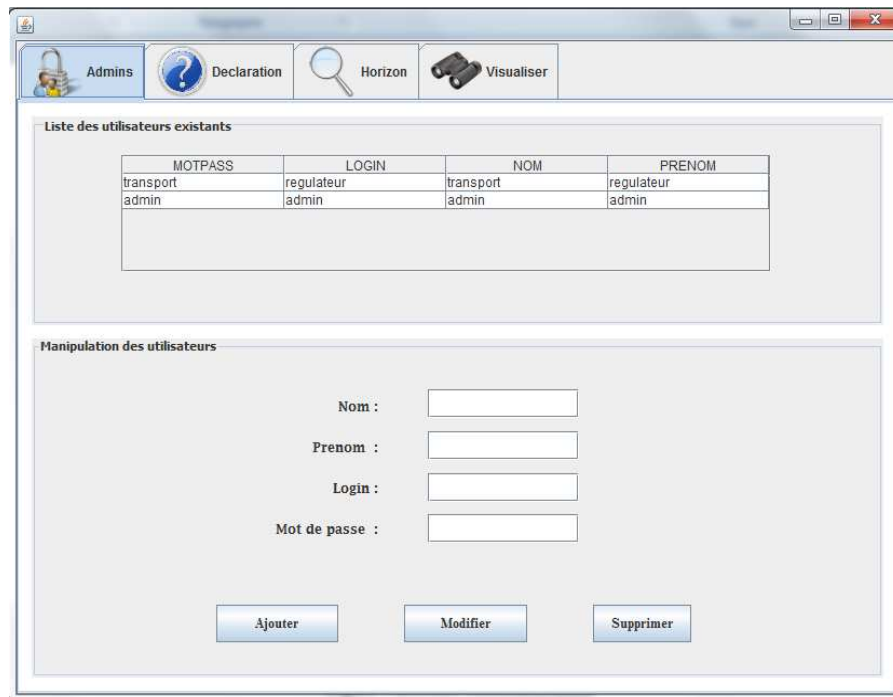 Admins Declaration Horizon Visualiser
Liste des utilisateurs existants
MOTPASS LOGIN NOM PRENOM
transport regulateur transport regulateur
admin admin admin admin
Manipulation des utilisateurs
Nom :
Prenom :
Login :
Mot de passe :
Ajouter Modifier Supprimer